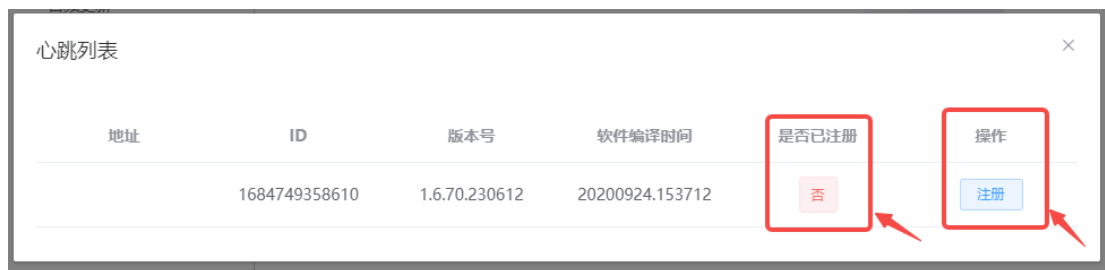 心跳列表
地址 ID 版本号 软件编译时间 是否已注册 操作
1684749358610 1.6.70.230612 20200924.153712 否 注册